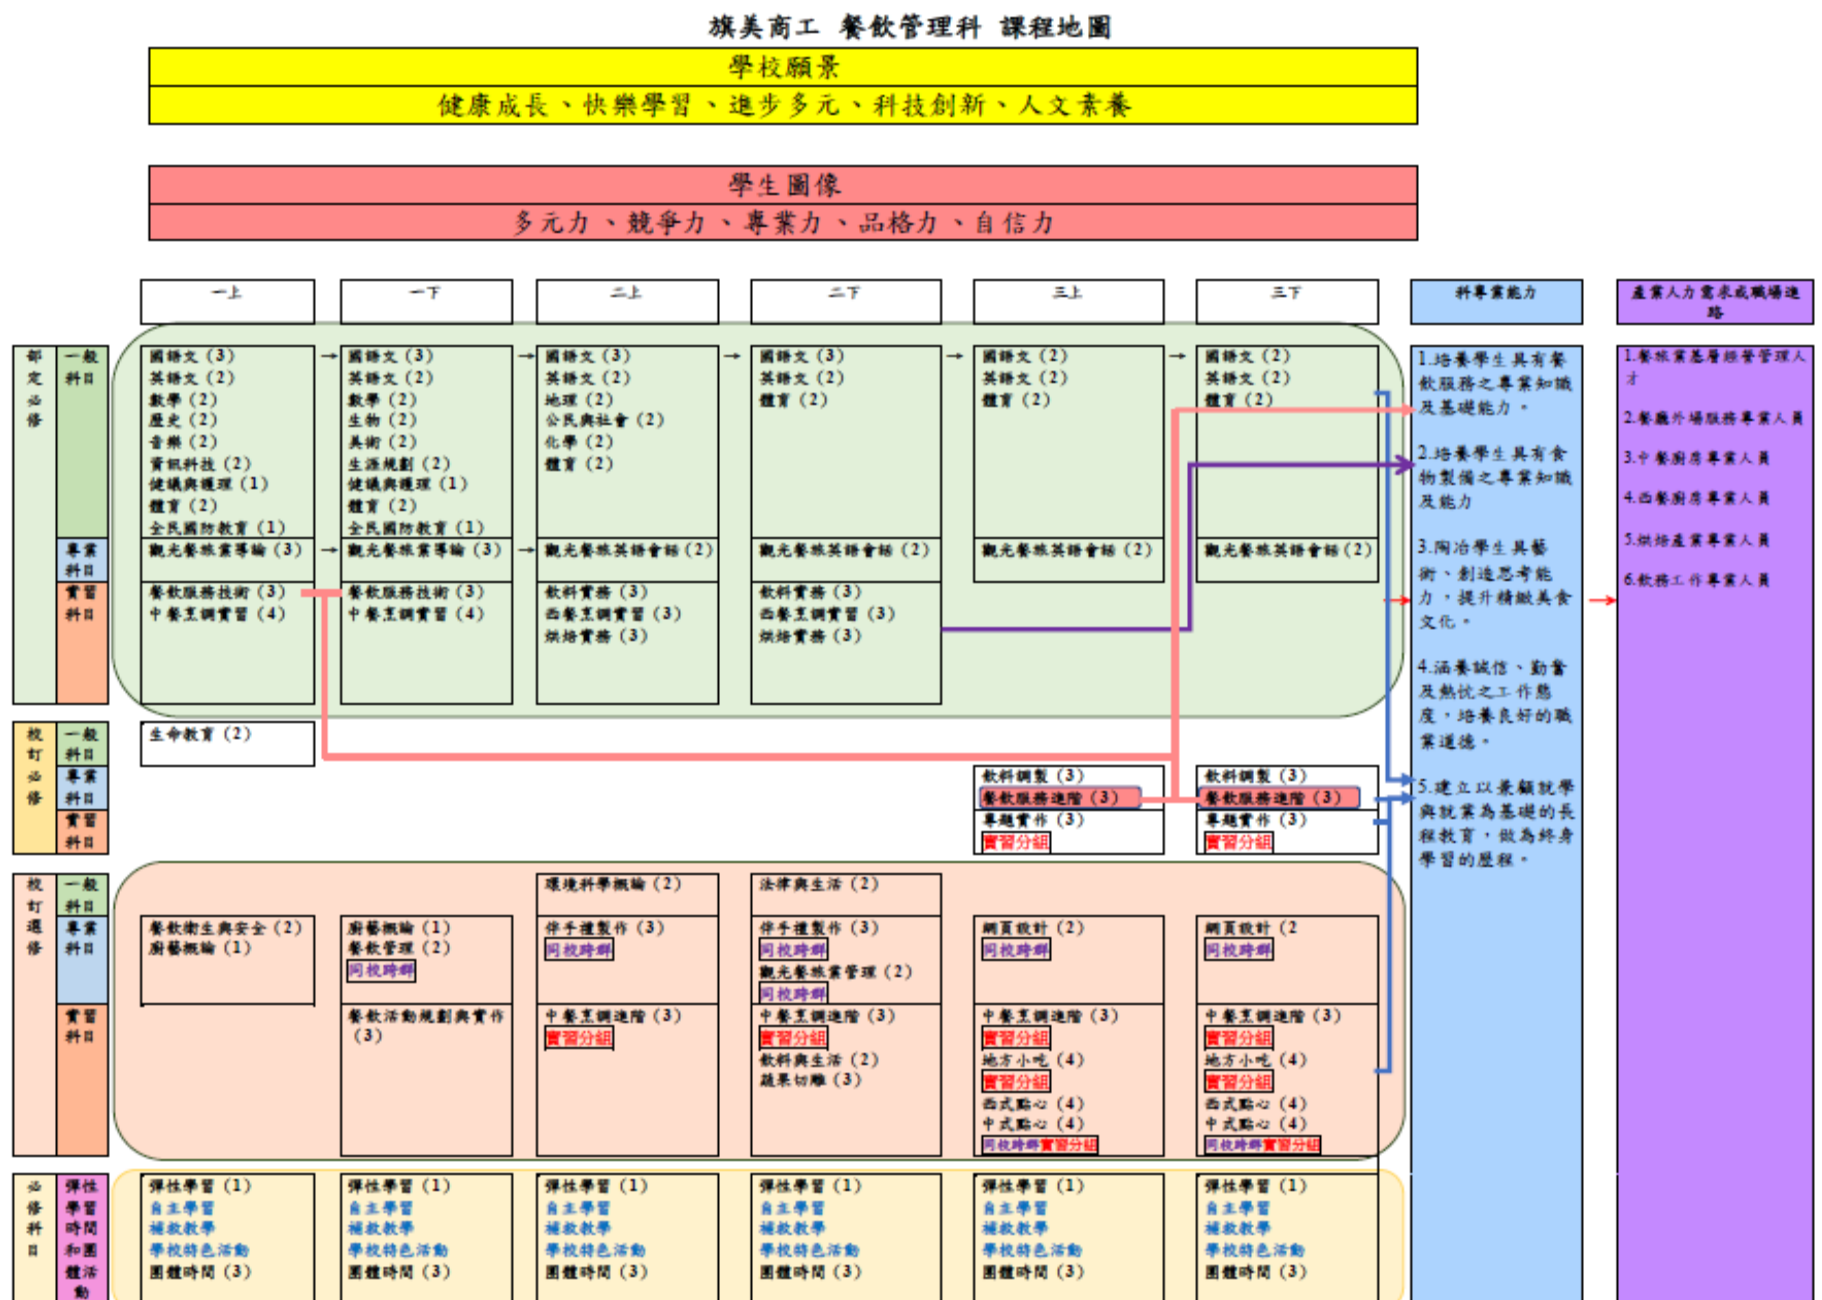 旗美商工 餐飲管理科 課程地圖
學校願景
健康成長、快樂學習、進步多元、科技創新、人文素養
學生圖像
多元力、競爭力、專業力、品格力、自信力
一上
一下
二上
二下
三上
三下
科專業能力
產業人力需求或職場進
路
部定必修
一般
科目
國語文 (3)
英語文 (2)
數學 (2)
歷史 (2)
音樂 (2)
資訊科技 (2)
健康與護理 (1)
體育 (2)
全民國防教育 (1)
→
國語文 (3)
英語文 (2)
數學 (2)
生物 (2)
美術 (2)
生涯規劃 (2)
健康與護理 (1)
體育 (2)
全民國防教育 (1)
→
國語文 (3)
英語文 (2)
地理 (2)
公民與社會 (2)
化學 (2)
體育 (2)
→
國語文 (3)
英語文 (2)
體育 (2)
→
國語文 (2)
英語文 (2)
體育 (2)
→
國語文 (2)
英語文 (2)
體育 (2)
專業
科目
觀光餐旅業導論 (3)
→
觀光餐旅業導論 (3)
→
觀光餐旅英語會話 (2)
觀光餐旅英語會話 (2)
觀光餐旅英語會話 (2)
觀光餐旅英語會話 (2)
實習
科目
餐飲服務技術 (3)
中餐烹調實習 (4)
餐飲服務技術 (3)
中餐烹調實習 (4)
飲料實務 (3)
西餐烹調實習 (3)
烘焙實務 (3)
飲料實務 (3)
西餐烹調實習 (3)
烘焙實務 (3)
校訂必修
一般
科目
生命教育 (2)
專業
科目
飲料調製 (3)
餐飲服務進階 (3)
飲料調製 (3)
餐飲服務進階 (3)
實習
科目
專題實作 (3)
實習分組
專題實作 (3)
實習分組
校訂選修
一般
科目
環境科學概論 (2)
法律與生活 (2)
專業
科目
餐飲衛生與安全 (2)
廚藝概論 (1)
廚藝概論 (1)
餐飲管理 (2)
同校跨群
伴手禮製作 (3)
同校跨群
伴手禮製作 (3)
同校跨群
觀光餐旅業管理 (2)
同校跨群
網頁設計 (2)
同校跨群
網頁設計 (2
同校跨群
實習
科目
餐飲活動規劃與實作
(3)
中餐烹調進階 (3)
實習分組
中餐烹調進階 (3)
實習分組
飲料與生活 (2)
蔬果切雕 (3)
中餐烹調進階 (3)
實習分組
地方小吃 (4)
實習分組
西式點心 (4)
中式點心 (4)
同校跨群實習分組
中餐烹調進階 (3)
實習分組
地方小吃 (4)
實習分組
西式點心 (4)
中式點心 (4)
同校跨群實習分組
必修科目
彈性
學習
時間
和團
體活
動
彈性學習 (1)
自主學習
補救教學
學校特色活動
團體時間 (3)
彈性學習 (1)
自主學習
補救教學
學校特色活動
團體時間 (3)
彈性學習 (1)
自主學習
補救教學
學校特色活動
團體時間 (3)
彈性學習 (1)
自主學習
補救教學
學校特色活動
團體時間 (3)
彈性學習 (1)
自主學習
補救教學
學校特色活動
團體時間 (3)
彈性學習 (1)
自主學習
補救教學
學校特色活動
團體時間 (3)
1.培養學生具有餐
飲服務之專業知識
及基礎能力。
2.培養學生具有食
物製備之專業知識
及能力
3.陶冶學生具藝
術、創造思考能
力，提升精緻美食
文化。
4.涵養誠信、勤奮
及熱忱之工作態
度，培養良好的職
業道德。
5.建立以兼顧就學
與就業為基礎的長
程教育，做為終身
學習的歷程。
1.餐旅業基層經營管理人
才
2.餐廳外場服務專業人員
3.中餐廚房專業人員
4.西餐廚房專業人員
5.烘焙產業專業人員
6.飲務工作專業人員